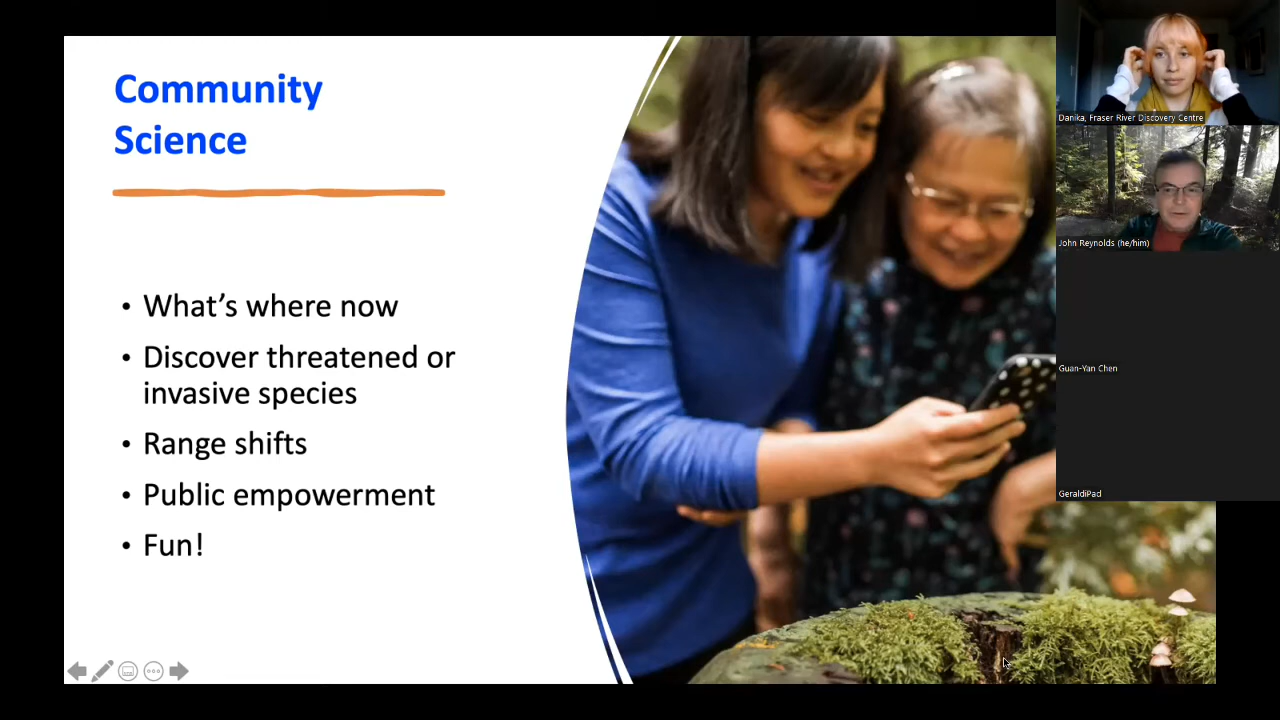 Community
Science
• What's where now
• Discover threatened or
invasive species
• Range shifts
• Public empowerment
• Fun!
Danika, Fraser River Discovery Centre
John Reynolds (he/him)
Guan-Yan Chen
GeraldiPad